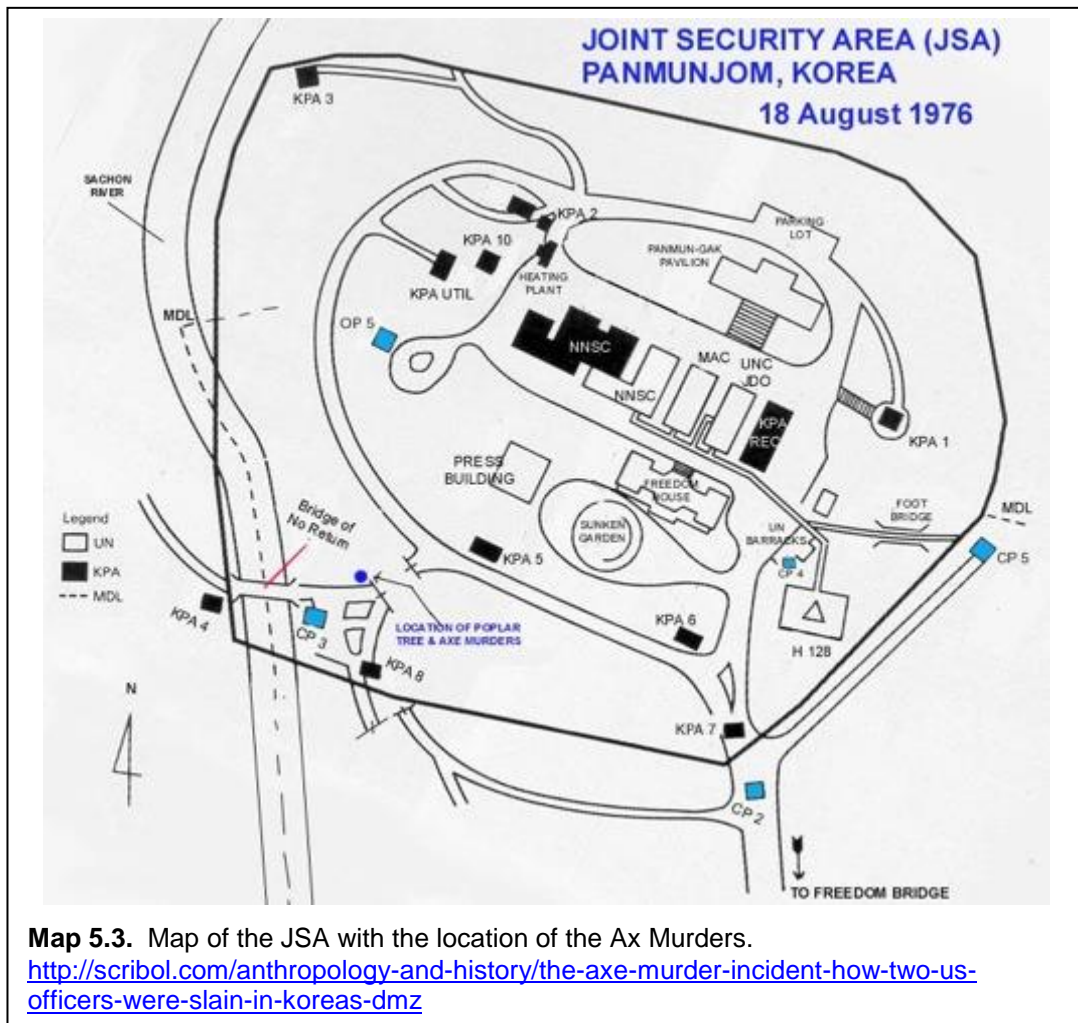 JOINT SECURITY AREA (JSA)
PANMUNJOM, KOREA
18 August 1976
KPA 3
SACHON
RIVER
KPA 2
PARKING
LOT
KPA 10
PANMUN-GAK
PAVILION
HEATING
PLANT
KPA UTIL
MDL
OP 5
NNSC
MAC
UNC
JDO
NNSC
KPA
REC
KPA 1
PRESS
BUILDING
FREEDOM
HOUSE
FOOT
BRIDGE
MDL
Bridge of
No Return
SUNKEN
GARDEN
UN
BARRACKS
Legend
UN
KPA
MDL
KPA 5
CP 4
CP 5
KPA 4
CP 3
LOCATION OF POPLAR
TREE & AXE MURDERS
KPA 6
H 128
KPA 8
N
KPA 7
CP 2
TO FREEDOM BRIDGE
Map 5.3. Map of the JSA with the location of the Ax Murders.
http://scribol.com/anthropology-and-history/the-axe-murder-incident-how-two-us-
officers-were-slain-in-koreas-dmz